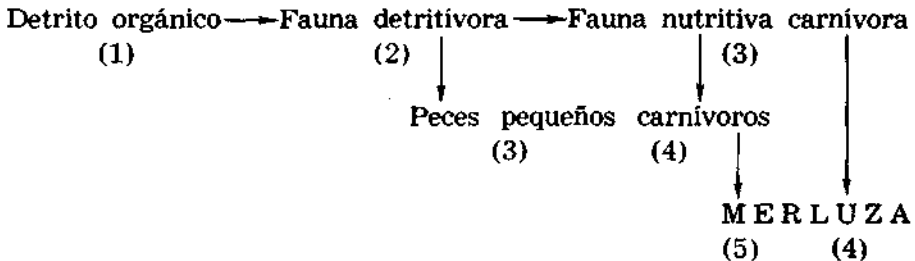 Detrito orgánico Fauna detritívora Fauna nutritiva carnívora
(1) (2) (3)
Peces pequeños carnívoros
(3) (4)
MERLUZA
(5) (4)